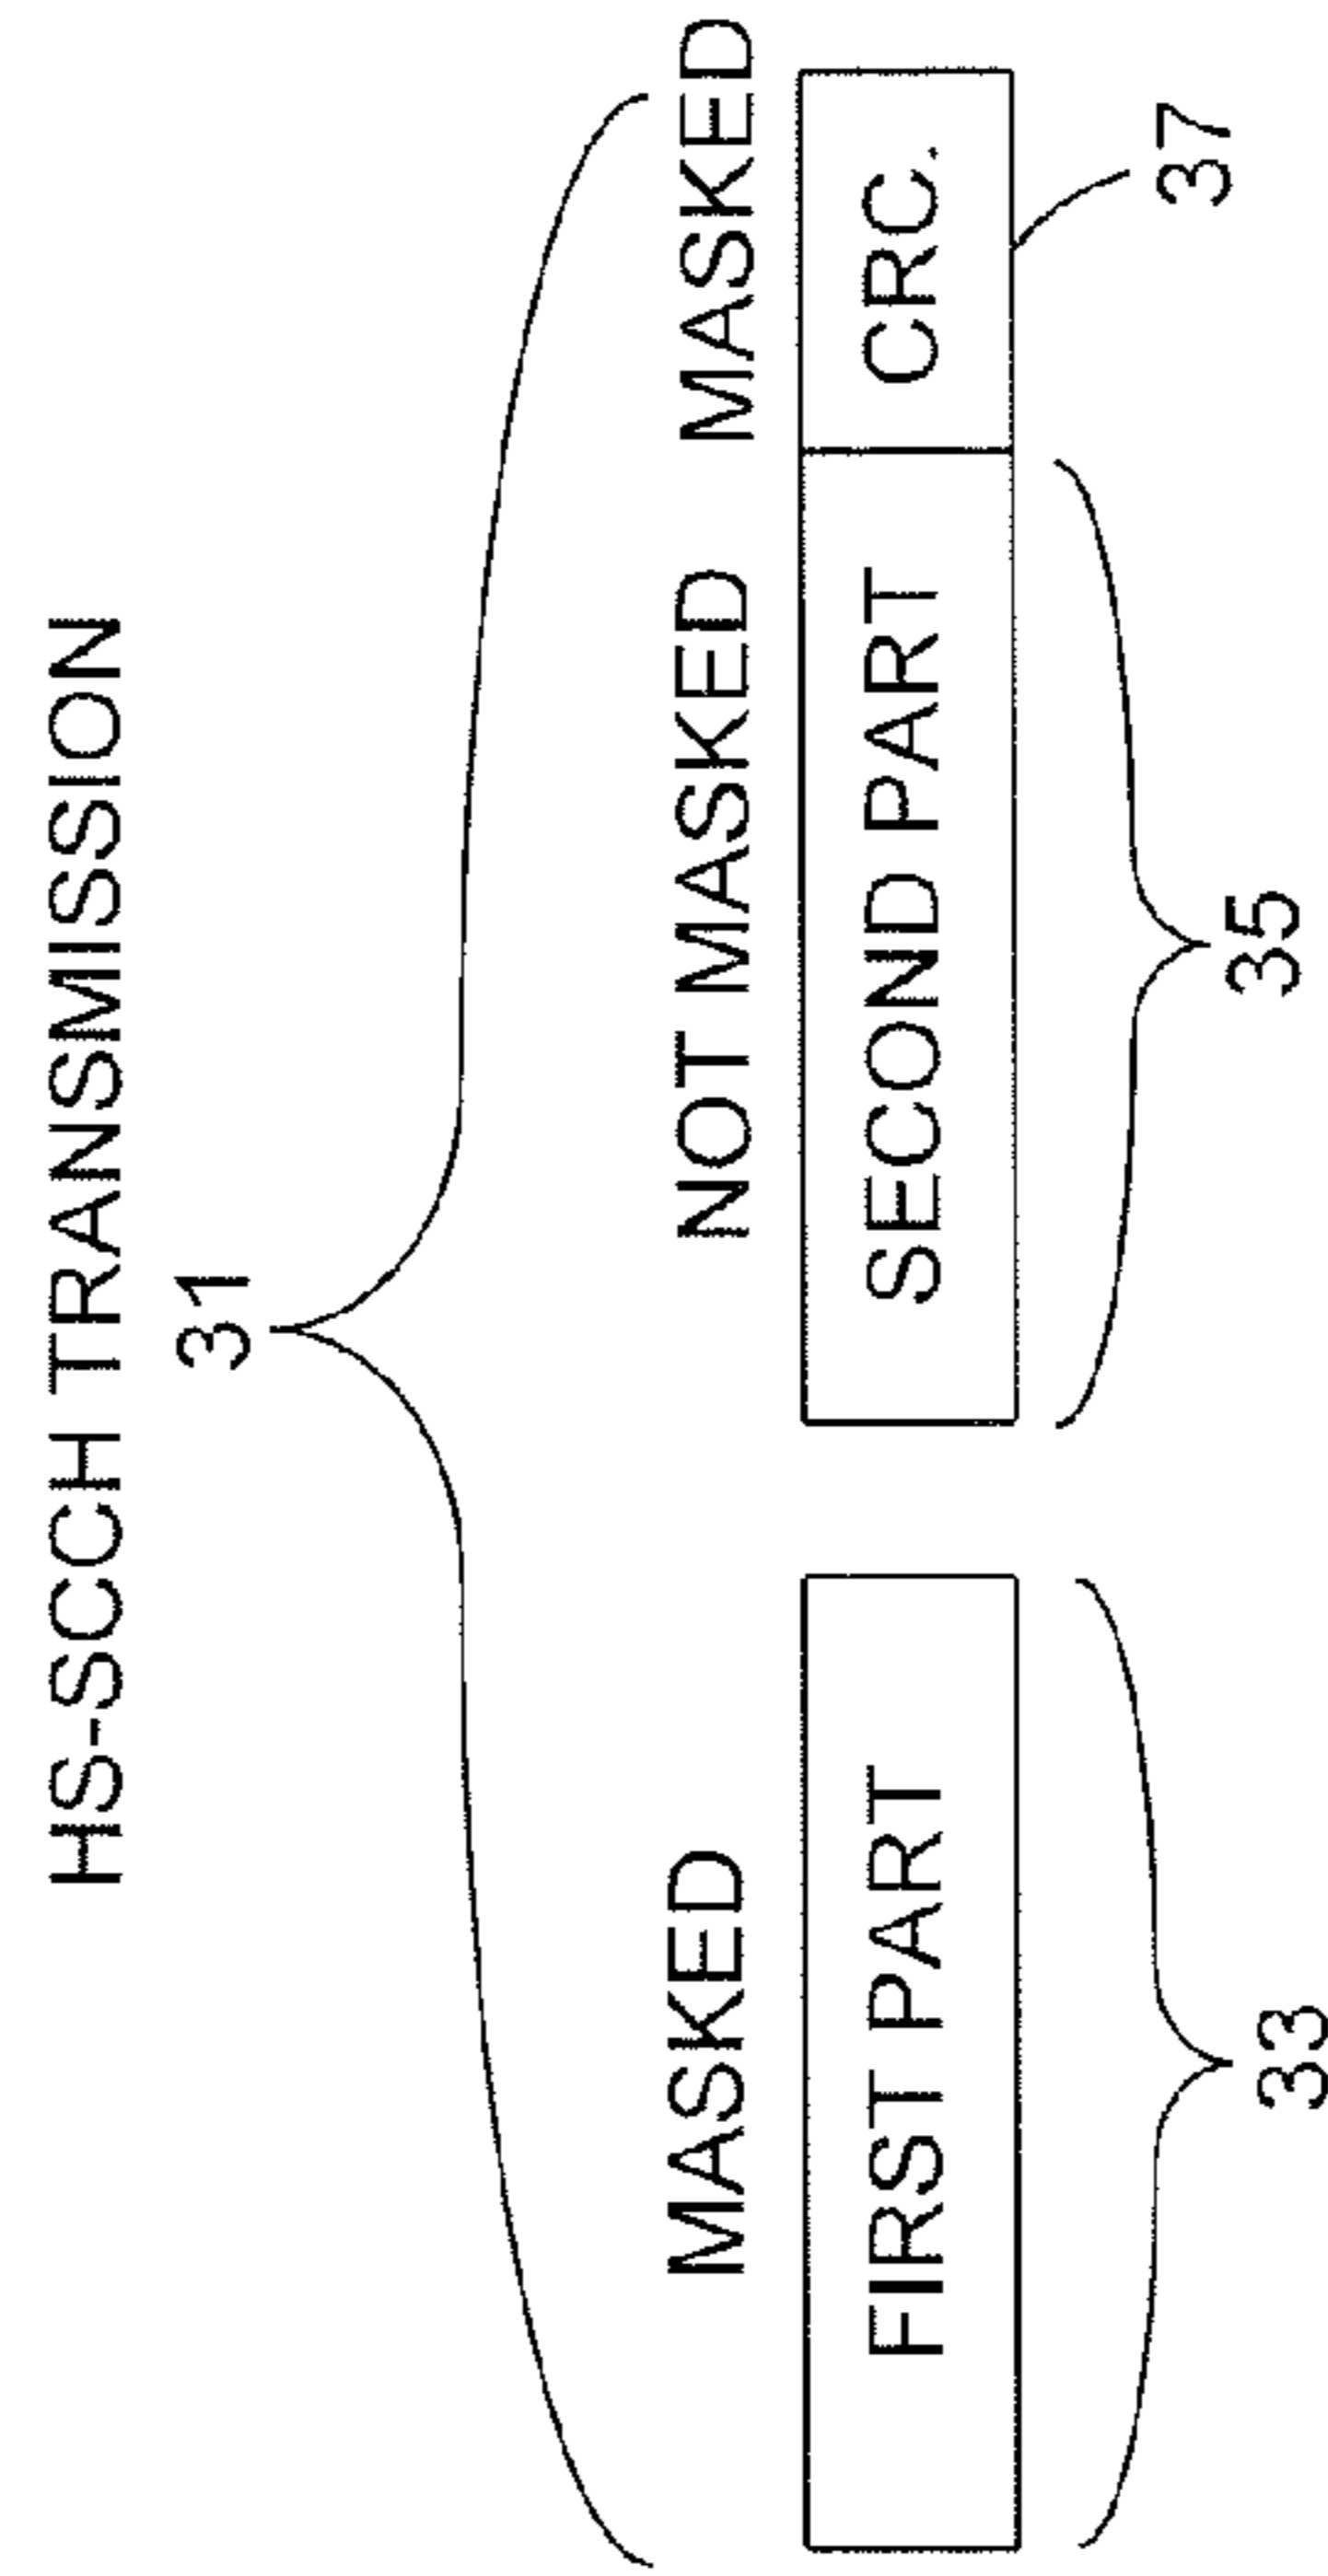 HS-SCCH TRANSMISSION
31
MASKED NOT MASKED MASKED
FIRST PART SECOND PART CRC.
33 35 37